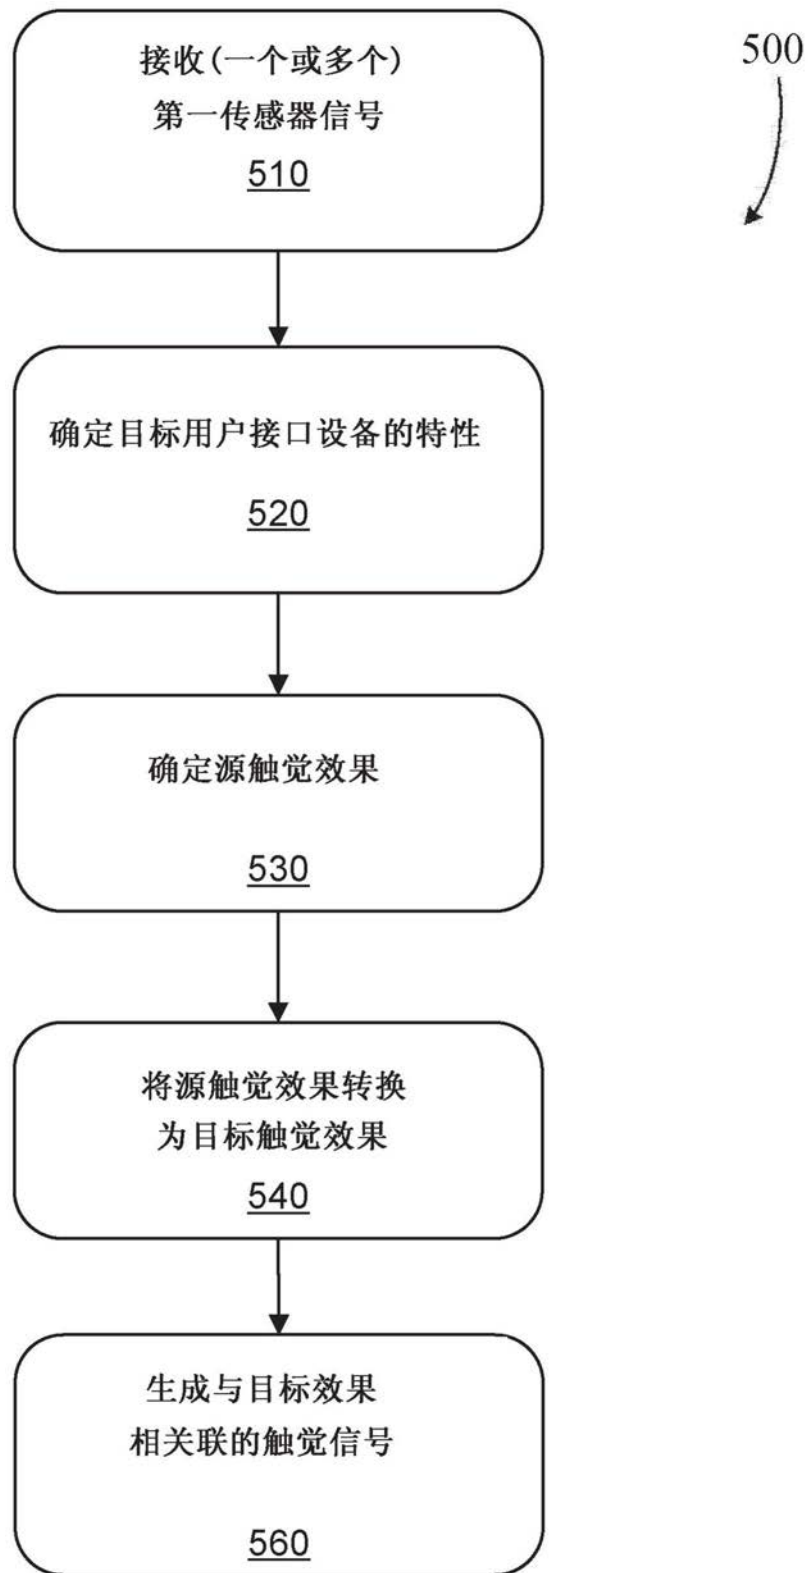 接收(一个或多个)
第一传感器信号
510
500
确定目标用户接口设备的特性
520
确定源触觉效果
530
将源触觉效果转换
为目标触觉效果
540
生成与目标效果
相关联的触觉信号
560